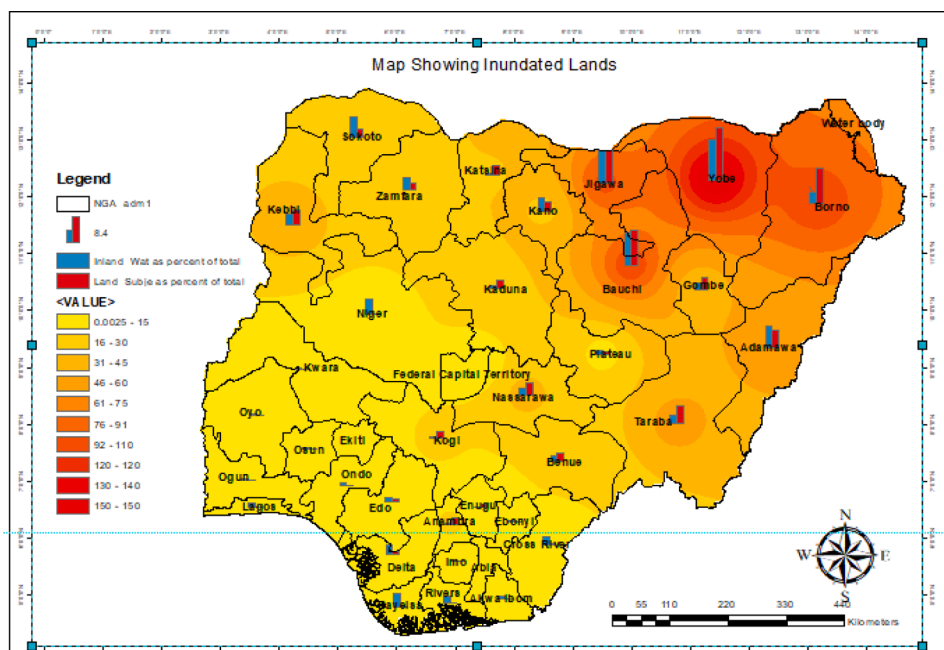 Map Showing Inundated Lands
Water body
Sokoto
Katsina
Jigawa
Yobe
Zamfara
Kano
Borno
Kebbi
Bauchi
Gombe
Kaduna
Niger
Adamawa
Plateau
Kwara
Federal Capital Territory
Nassarawa
Oyo
Taraba
Ekiti
Kogi
Osun
Benue
Ogun
Ondo
Lagos
Edo
Enugu
Anambra
Ebonyi
Cross River
Delta
Imo
Abia
Rivers
Akwa Ibom
Bayelsa
Legend
NGA adm1
8.4
Inland Wat as percent of total
Land Subje as percent of total
<VALUE>
0.0025 - 15
16 - 30
31 - 45
46 - 60
61 - 75
76 - 91
92 - 110
120 - 120
130 - 140
150 - 150
N
W E
S
0 55 110 220 330 440
Kilometers